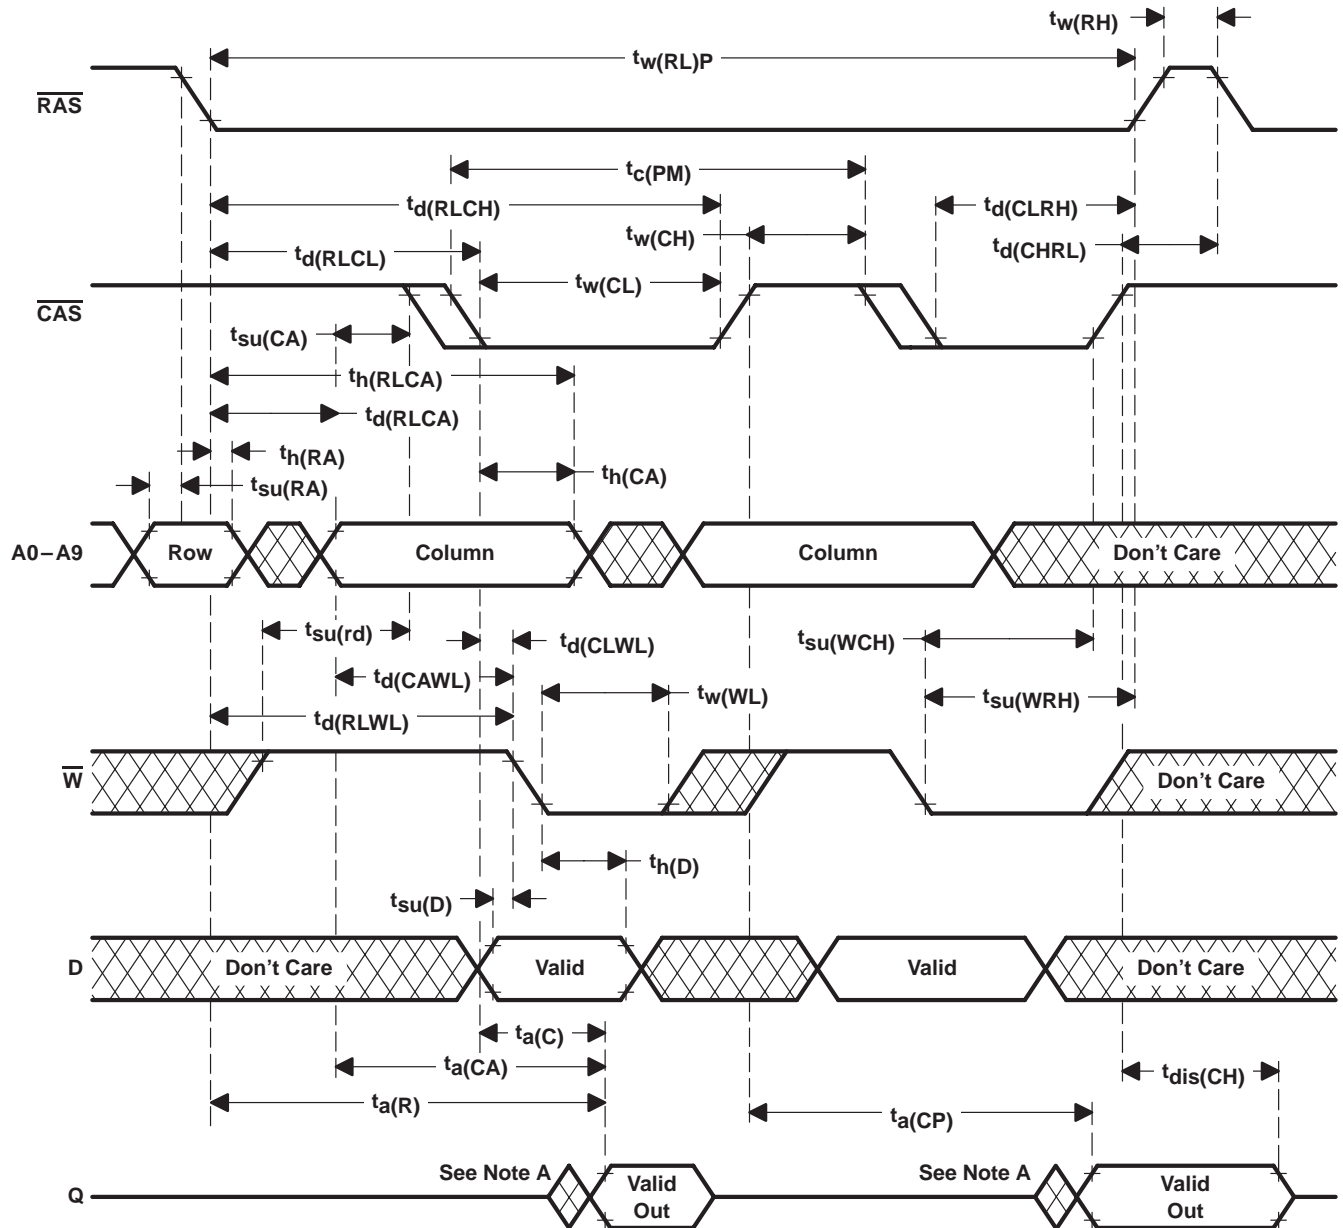 tw(RH)
tw(RL)P
RAS
tc(PM)
td(RLCH)
td(CLRH)
tw(CH)
td(CHRL)
td(RLCL)
tw(CL)
CAS
tsu(CA)
th(RLCA)
td(RLCA)
th(RA)
th(CA)
tsu(RA)
A0–A9
Row
Column
Column
Don't Care
tsu(rd)
td(CLWL)
tsu(WCH)
td(CAWL)
tw(WL)
tsu(WRH)
td(RLWL)
W
Don't Care
th(D)
tsu(D)
D
Don't Care
Valid
Valid
Don't Care
ta(C)
ta(CA)
tdis(CH)
ta(R)
ta(CP)
See Note A
See Note A
Q
Valid
Out
Valid
Out